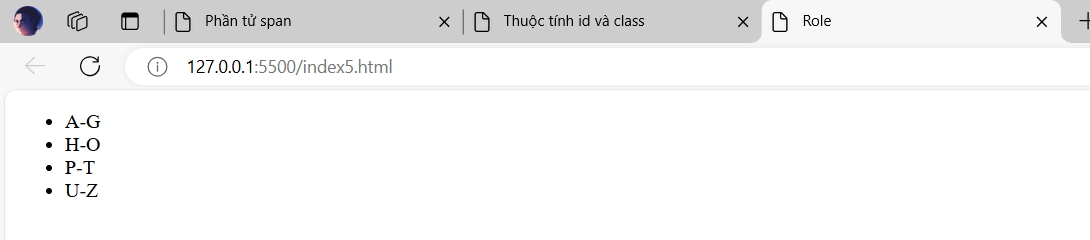 Phần tử span
Thuộc tính id và class
Role
127.0.0.1:5500/index5.html
A-G
H-O
P-T
U-Z